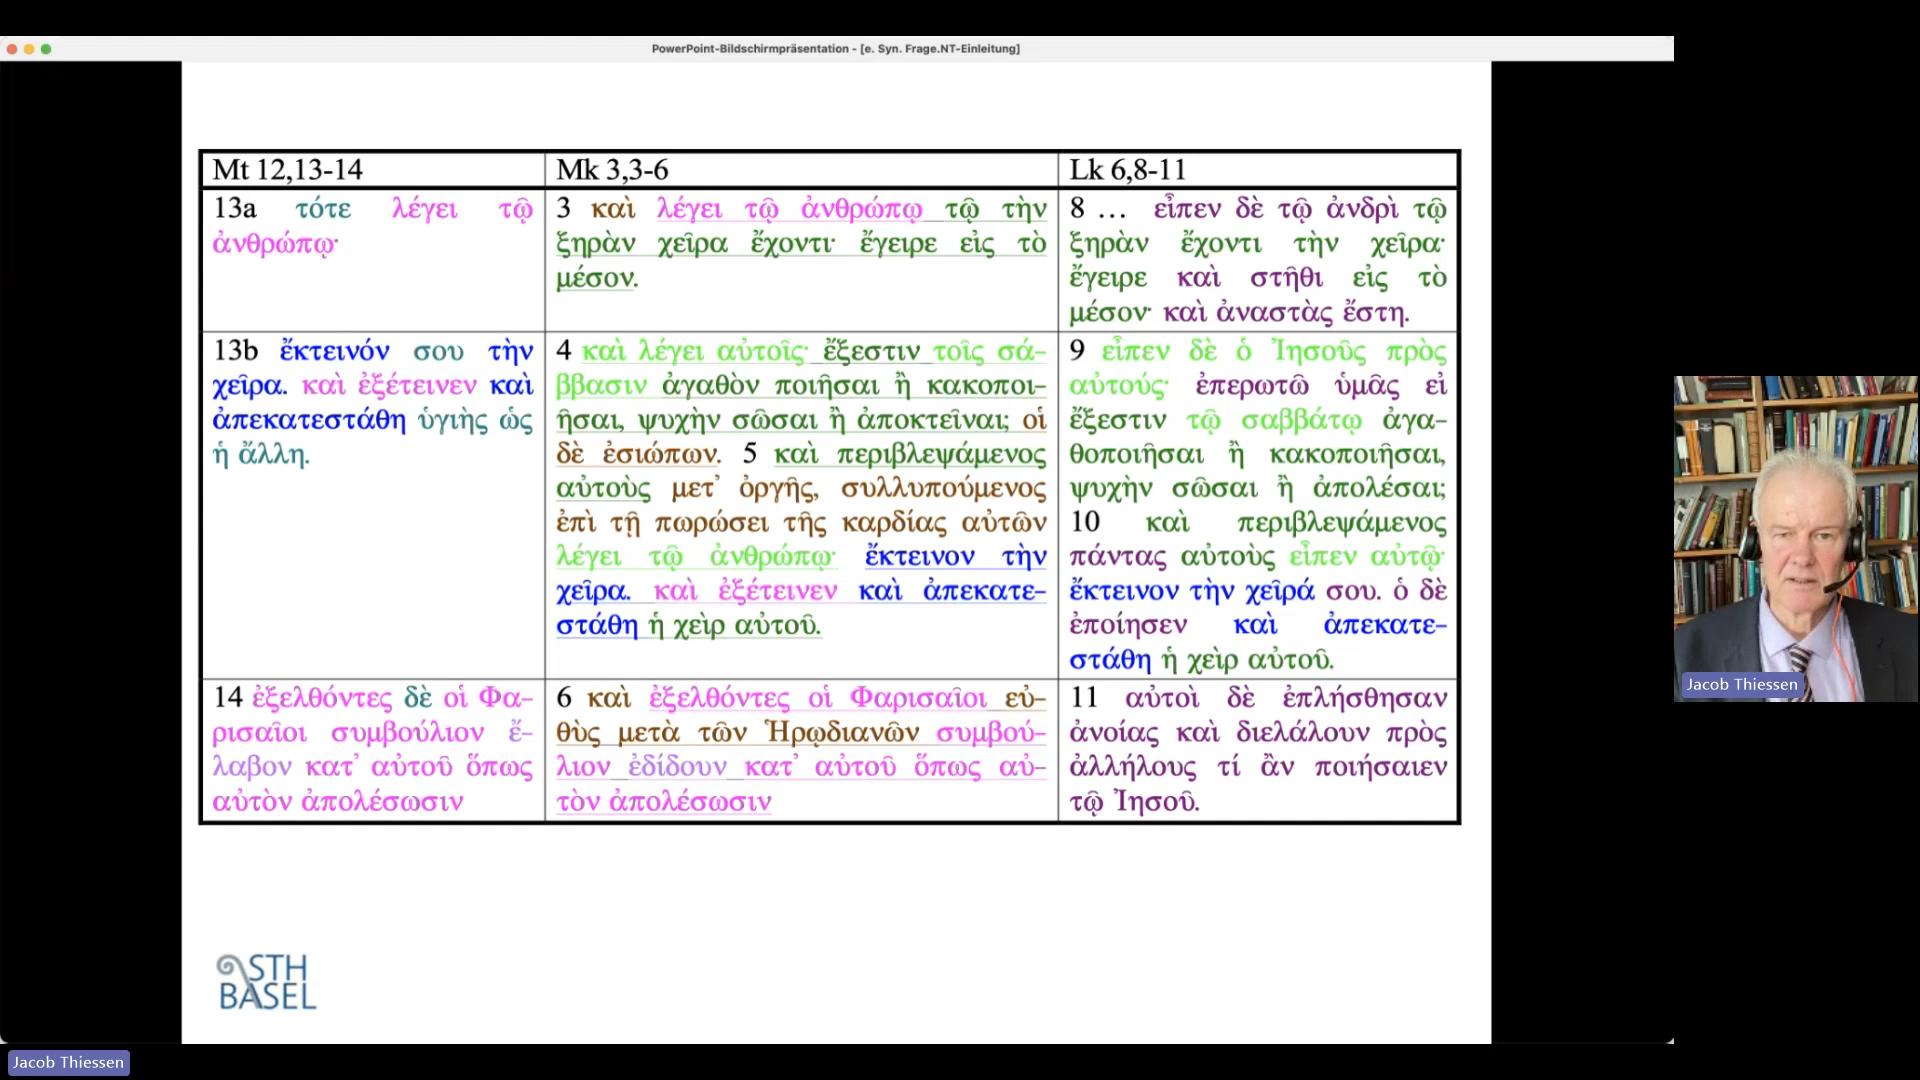 PowerPoint-Bildschirmpräsentation - [e. Syn. Frage.NT-Einleitung]
Mt 12,13-14
Mk 3,3-6
Lk 6,8-11
13a τότε λέγει τῷ
ἀνθρώπῳ·
3 καὶ λέγει τῷ ἀνθρώπῳ τῷ τὴν
ξηρὰν χεῖρα ἔχοντι· ἔγειρε εἰς τὸ
μέσον.
8 … εἶπεν δὲ τῷ ἀνδρὶ τῷ
ξηρὰν ἔχοντι τὴν χεῖρα·
ἔγειρε καὶ στῆθι εἰς τὸ
μέσον· καὶ ἀναστὰς ἔστη.
13b ἔκτεινόν σου τὴν
χεῖρα. καὶ ἐξέτεινεν καὶ
ἀπεκατεστάθη ὑγιὴς ὡς
ἡ ἄλλη.
4 καὶ λέγει αὐτοῖς· ἔξεστιν τοῖς σά-
ββασιν ἀγαθὸν ποιῆσαι ἢ κακοποι-
ῆσαι, ψυχὴν σῶσαι ἢ ἀποκτεῖναι; οἱ
δὲ ἐσιώπων. 5 καὶ περιβλεψάμενος
αὐτοὺς μετ᾽ ὀργῆς, συλλυπούμενος
ἐπὶ τῇ πωρώσει τῆς καρδίας αὐτῶν
λέγει τῷ ἀνθρώπῳ· ἔκτεινον τὴν
χεῖρα. καὶ ἐξέτεινεν καὶ ἀπεκατε-
στάθη ἡ χεὶρ αὐτοῦ.
9 εἶπεν δὲ ὁ Ἰησοῦς πρὸς
αὐτούς· ἐπερωτῶ ὑμᾶς εἰ
ἔξεστιν τῷ σαββάτῳ ἀγα-
θοποιῆσαι ἢ κακοποιῆσαι,
ψυχὴν σῶσαι ἢ ἀπολέσαι;
10 καὶ περιβλεψάμενος
πάντας αὐτοὺς εἶπεν αὐτῷ·
ἔκτεινον τὴν χεῖρά σου. ὁ δὲ
ἐποίησεν καὶ ἀπεκατε-
στάθη ἡ χεὶρ αὐτοῦ.
14 ἐξελθόντες δὲ οἱ Φα-
ρισαῖοι συμβούλιον ἔ-
λαβον κατ᾽ αὐτοῦ ὅπως
αὐτὸν ἀπολέσωσιν
6 καὶ ἐξελθόντες οἱ Φαρισαῖοι εὐ-
θὺς μετὰ τῶν Ἡρῳδιανῶν συμβού-
λιον ἐδίδουν κατ᾽ αὐτοῦ ὅπως αὐ-
τὸν ἀπολέσωσιν
11 αὐτοὶ δὲ ἐπλήσθησαν
ἀνοίας καὶ διελάλουν πρὸς
ἀλλήλους τί ἂν ποιήσαιεν
τῷ Ἰησοῦ.
STH
BASEL
Jacob Thiessen
Jacob Thiessen